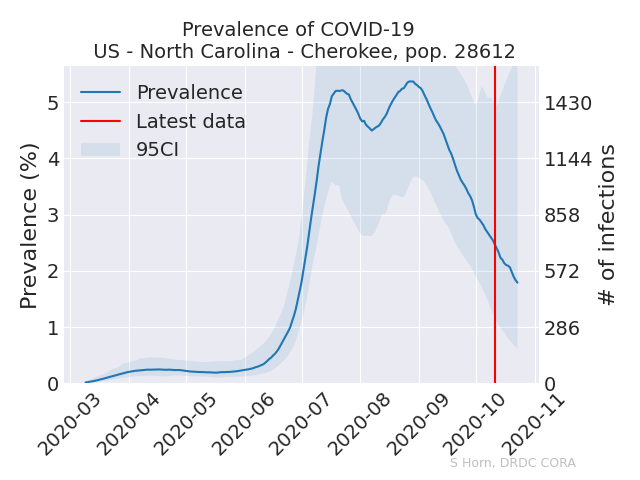 Prevalence of COVID-19
US - North Carolina - Cherokee, pop. 28612
Prevalence
Latest data
95CI
Prevalence (%)
5
4
3
2
1
0
1430
1144
858
572
286
0
# of infections
2020-03
2020-04
2020-05
2020-06
2020-07
2020-08
2020-09
2020-10
2020-11
S Horn, DRDC CORA